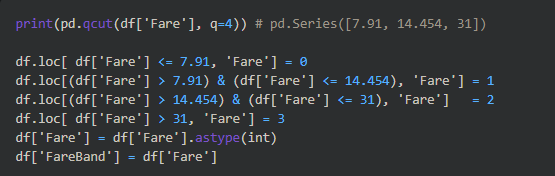 print(pd.qcut(df['Fare'], q=4)) # pd.Series([7.91, 14.454, 31])
df.loc[ df['Fare'] <= 7.91, 'Fare'] = 0
df.loc[(df['Fare'] > 7.91) & (df['Fare'] <= 14.454), 'Fare'] = 1
df.loc[(df['Fare'] > 14.454) & (df['Fare'] <= 31), 'Fare']   = 2
df.loc[ df['Fare'] > 31, 'Fare'] = 3
df['Fare'] = df['Fare'].astype(int)
df['FareBand'] = df['Fare']